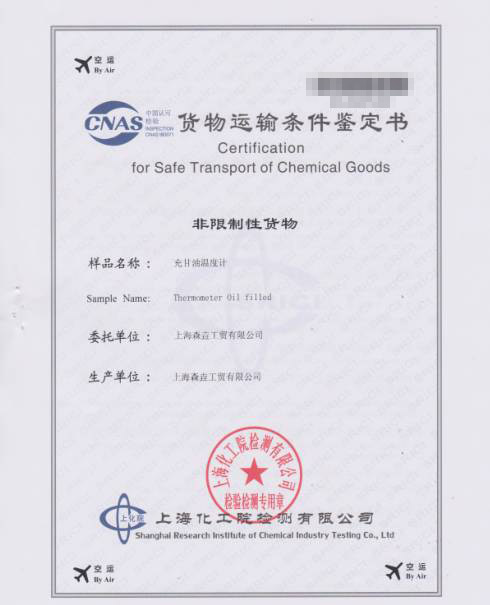 空运
By Air
CNAS
中国认可
检验
INSPECTION
货物运输条件鉴定书
Certification
for Safe Transport of Chemical Goods
非限制性货物
样品名称： 充甘油温度计
Sample Name: Thermometer Oil filled
委托单位： 上海森垚工贸有限公司
生产单位： 上海森垚工贸有限公司
上海化工院检测有限公司
检验检测专用章
上化院
上海化工院检测有限公司
Shanghai Research Institute of Chemical Industry Testing Co., Ltd
空运
By Air
空运
By Air